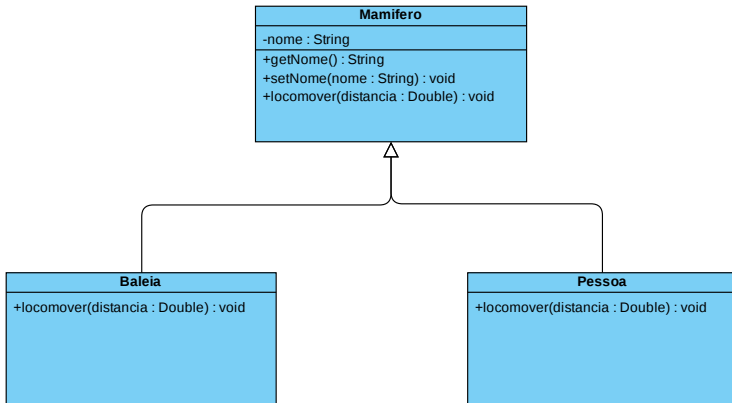 Mamifero
-nome : String
+getNome() : String
+setNome(nome : String) : void
+locomover(distancia : Double) : void
Baleia
+locomover(distancia : Double) : void
Pessoa
+locomover(distancia : Double) : void